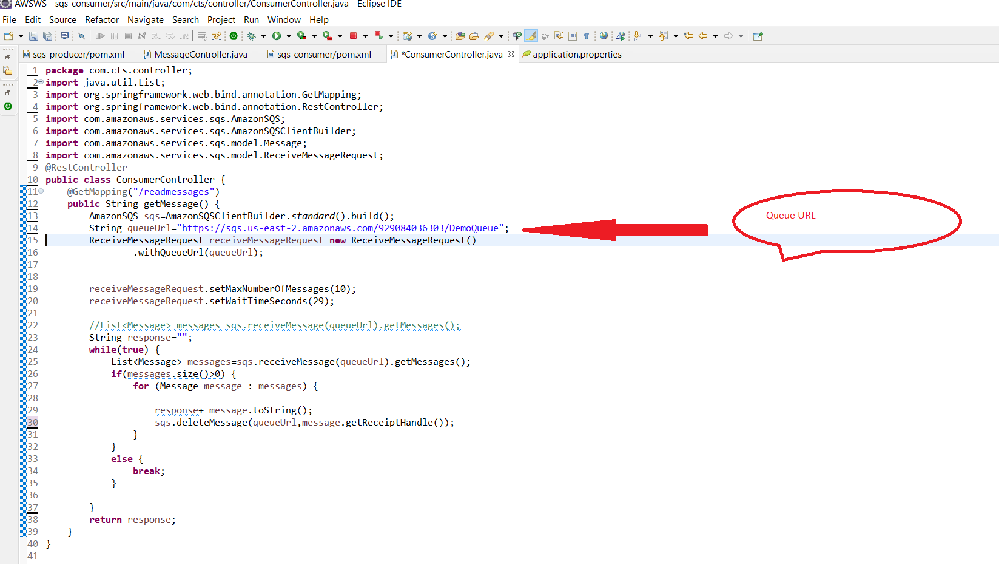 AWSWS - sqs-consumer/src/main/java/com/cts/controller/ConsumerController.java - Eclipse IDE
File Edit Source Refactor Navigate Search Project Run Window Help
sqs-producer/pom.xml MessageController.java sqs-consumer/pom.xml *ConsumerController.java application.properties
1 package com.cts.controller;
2 import java.util.List;
3 import org.springframework.web.bind.annotation.GetMapping;
4 import org.springframework.web.bind.annotation.RestController;
5 import com.amazonaws.services.sqs.AmazonSQS;
6 import com.amazonaws.services.sqs.AmazonSQSClientBuilder;
7 import com.amazonaws.services.sqs.model.Message;
8 import com.amazonaws.services.sqs.model.ReceiveMessageRequest;
9 @RestController
10 public class ConsumerController {
11 @GetMapping("/readmessages")
12 public String getMessage() {
13 AmazonSQS sqs=AmazonSQSClientBuilder.standard().build();
14 String queueUrl="https://sqs.us-east-2.amazonaws.com/929084036303/DemoQueue";
Queue URL
15 ReceiveMessageRequest receiveMessageRequest=new ReceiveMessageRequest()
16 .withQueueUrl(queueUrl);
17
18
19 receiveMessageRequest.setMaxNumberOfMessages(10);
20 receiveMessageRequest.setWaitTimeSeconds(29);
21
22 //List<Message> messages=sqs.receiveMessage(queueUrl).getMessages();
23 String response="";
24 while(true) {
25 List<Message> messages=sqs.receiveMessage(queueUrl).getMessages();
26 if(messages.size()>0) {
27 for (Message message : messages) {
28
29 response+=message.toString();
30 sqs.deleteMessage(queueUrl,message.getReceiptHandle());
31 }
32 }
33 else {
34 break;
35 }
36
37 }
38 return response;
39 }
40 }
41